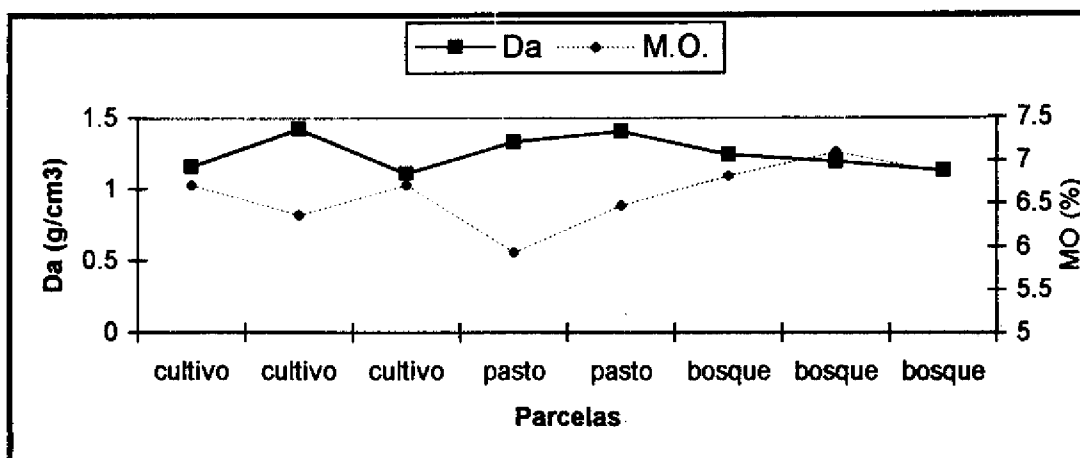 Da M.O.
1.5
1
0.5
0
Da (g/cm3)
7.5
7
6.5
6
5.5
5
MO (%)
cultivo cultivo cultivo pasto pasto bosque bosque bosque
Parcelas